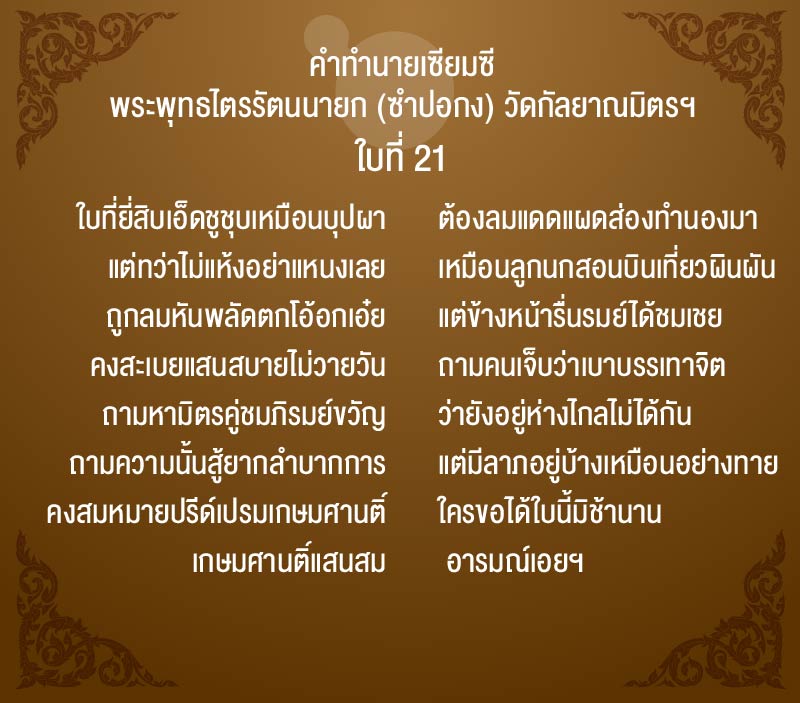 คำทำนายเซียมซี
พระพุทธไตรรัตนนายก (ซำปอกง) วัดกัลยาณมิตรฯ
ใบที่ 21
ใบที่ยี่สิบเอ็ดชูชุบเหมือนบุปผา ต้องลมแดดแผดส่องทำนองมา
แต่ทว่าไม่แห้งอย่าแหนงเลย เหมือนลูกนกสอนบินเที่ยวผินผัน
ถูกลมหันพลัดตกโอ้อกเอ๋ย แต่ข้างหน้ารื่นรมย์ได้ชมเชย
คงสะเบยแสนสบายไม่วายวัน ถามคนเจ็บว่าเบาบรรเทาจิต
ถามหามิตรคู่ชมภิรมย์ขวัญ ว่ายังอยู่ห่างไกลไม่ได้กัน
ถามความนั้นสู้ยากลำบากการ แต่มีลาภอยู่บ้างเหมือนอย่างทาย
คงสมหมายปรีด์เปรมเกษมศานติ์ ใครขอได้ใบนี้มิช้านาน
เกษมศานติ์แสนสม อารมณ์เอยฯ